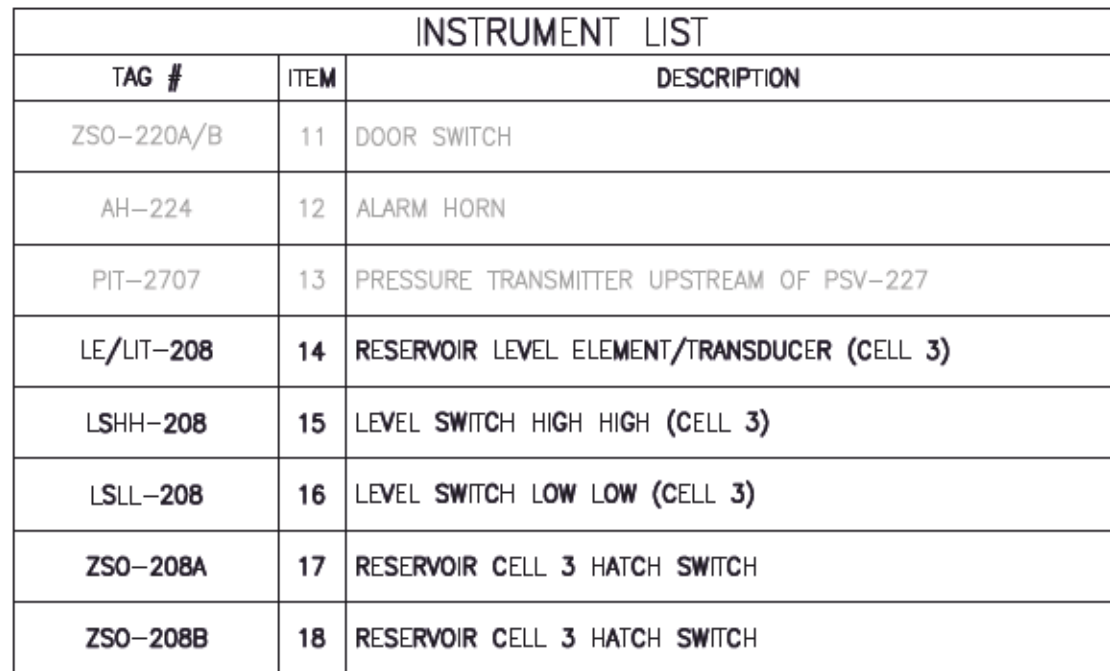 INSTRUMENT LIST
TAG # ITEM DESCRIPTION
ZSO-220A/B 11 DOOR SWITCH
AH-224 12 ALARM HORN
PIT-2707 13 PRESSURE TRANSMITTER UPSTREAM OF PSV-227
LE/LIT-208 14 RESERVOIR LEVEL ELEMENT/TRANSDUCER (CELL 3)
LSHH-208 15 LEVEL SWITCH HIGH HIGH (CELL 3)
LSLL-208 16 LEVEL SWITCH LOW LOW (CELL 3)
ZSO-208A 17 RESERVOIR CELL 3 HATCH SWITCH
ZSO-208B 18 RESERVOIR CELL 3 HATCH SWITCH